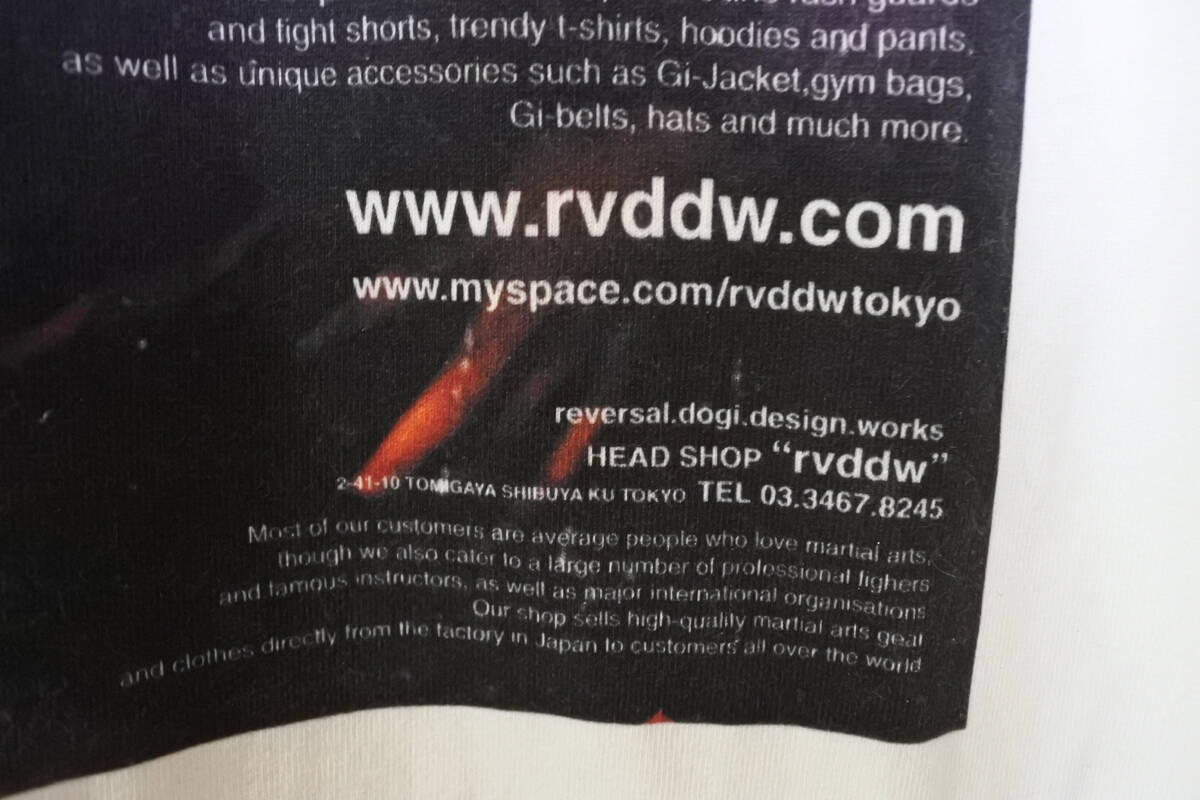 rash guards
and tight shorts, trendy t-shirts, hoodies and pants,
as well as unique accessories such as Gi-Jacket,gym bags,
Gi-belts, hats and much more.
www.rvddw.com
www.myspace.com/rvddwtokyo
reversal.dogi.design.works
HEAD SHOP “rvddw”
2-41-10 TOMIGAYA SHIBUYA KU TOKYO TEL 03.3467.8245
Most of our customers are average people who love martial arts,
though we also cater to a large number of professional fighers
and famous instructors, as well as major international organisations
Our shop sells high-quality martial arts gear
and clothes directly from the factory in Japan to customers all over the world